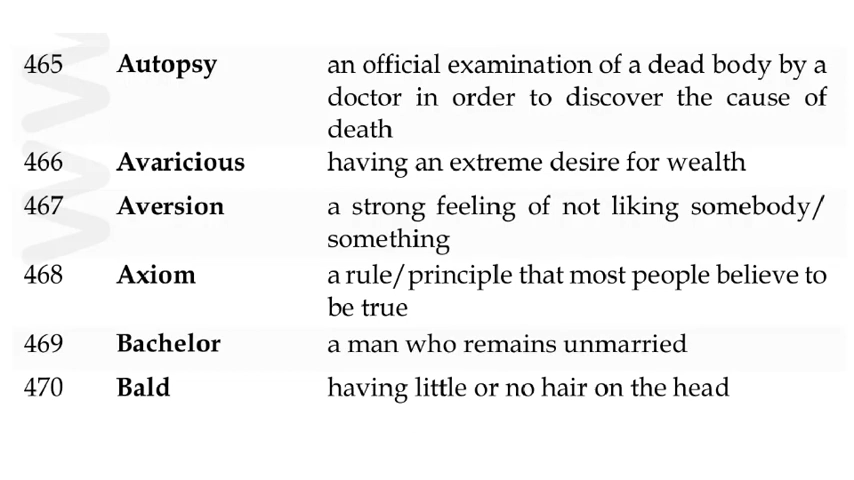 465 Autopsy an official examination of a dead body by a
doctor in order to discover the cause of
death
466 Avaricious having an extreme desire for wealth
467 Aversion a strong feeling of not liking somebody/
something
468 Axiom a rule/principle that most people believe to
be true
469 Bachelor a man who remains unmarried
470 Bald having little or no hair on the head